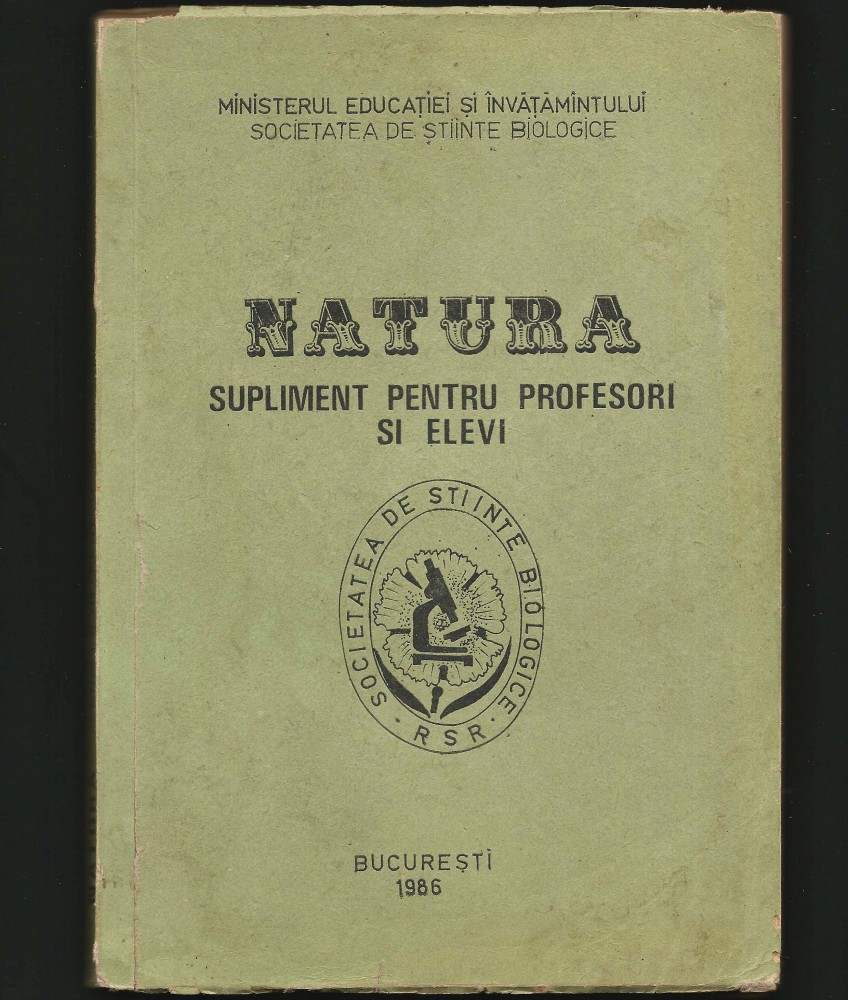 MINISTERUL EDUCAȚIEI ȘI ÎNVĂȚĂMÎNTULUI
SOCIETATEA DE ȘTIINTE BIOLOGICE
NATURA
SUPLIMENT PENTRU PROFESORI
SI ELEVI
SOCIETATEA DE STIINTE BIOLOGICE
· RSR ·
BUCUREȘTI
1986